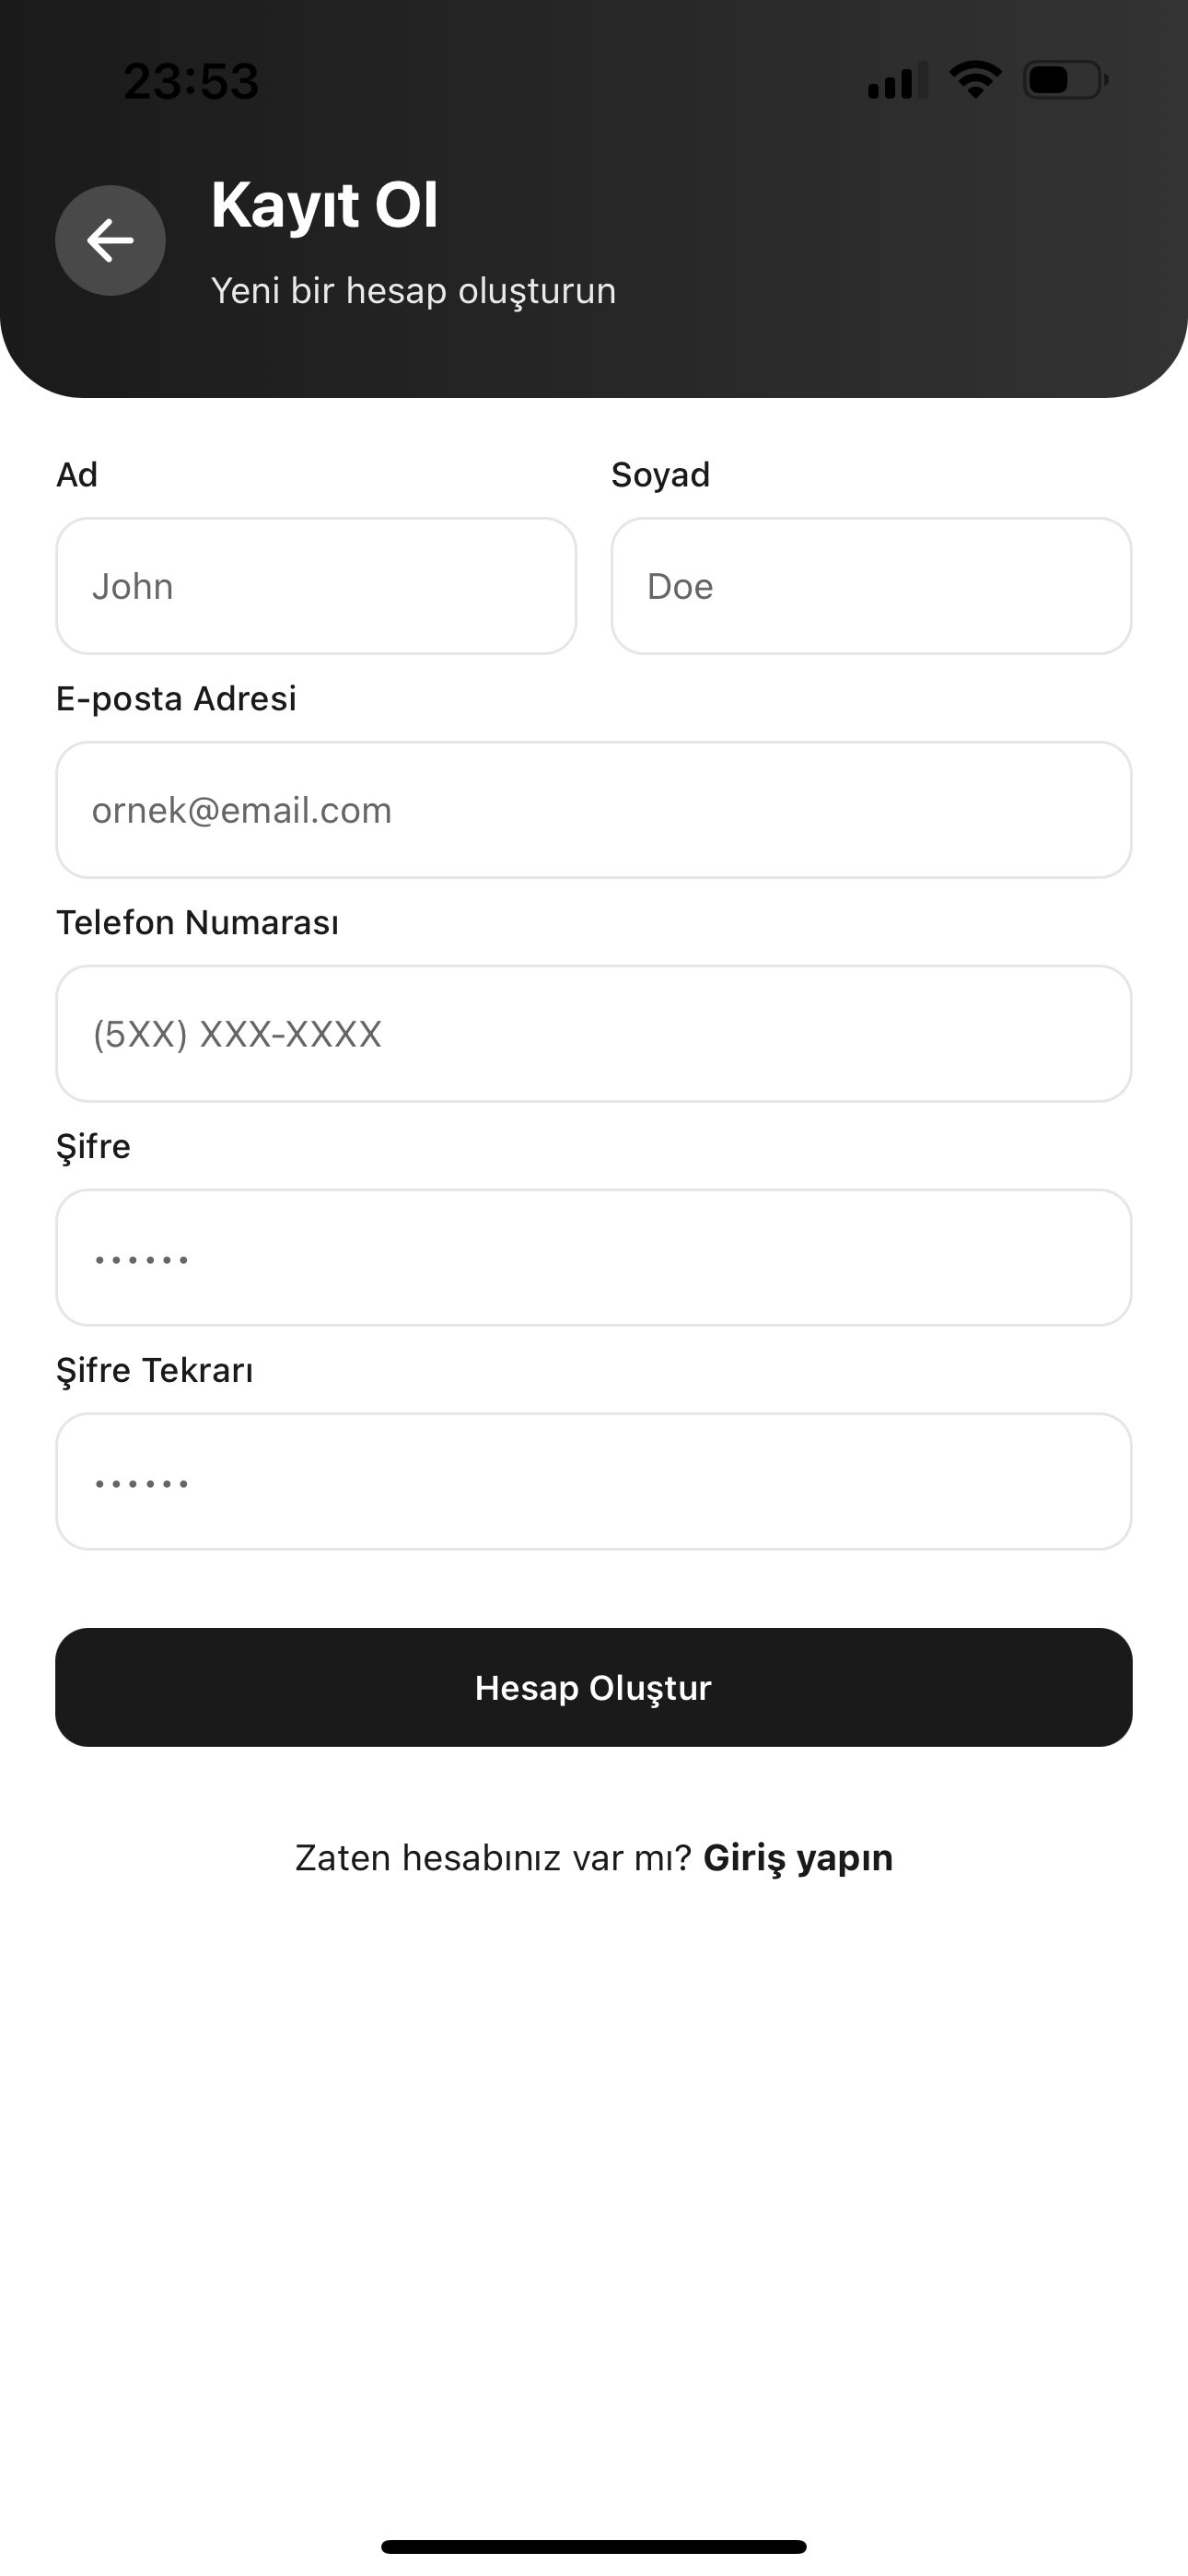 23:53
Kayıt Ol
Yeni bir hesap oluşturun
Ad
Soyad
John
Doe
E-posta Adresi
ornek@email.com
Telefon Numarası
(5XX) XXX-XXXX
Şifre
••••••
Şifre Tekrarı
••••••
Hesap Oluştur
Zaten hesabınız var mı? Giriş yapın